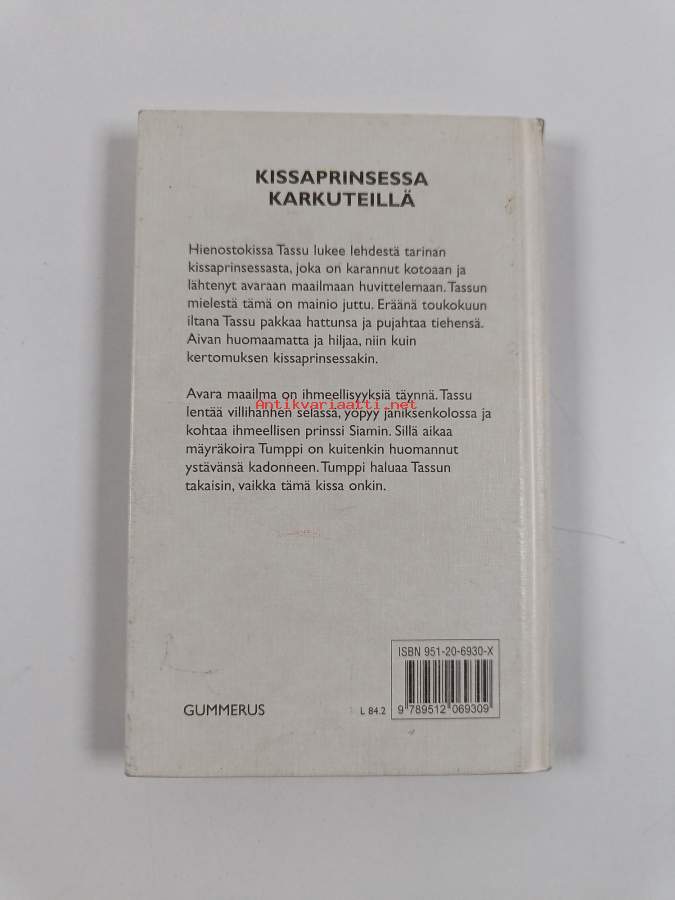 KISSAPRINSESSA
KARKUTEILLÄ
Hienostokissa Tassu lukee lehdestä tarinan
kissaprinsessasta, joka on karannut kotoaan ja
lähtenyt avaraan maailmaan huvittelemaan. Tassun
mielestä tämä on mainio juttu. Eräänä toukokuun
iltana Tassu pakkaa hattunsa ja pujahtaa tiehensä.
Aivan huomaamatta ja hiljaa, niin kuin
kertomuksen kissaprinsessakin.
Avara maailma on ihmeellisyyksiä täynnä. Tassu
Antikvariaatti.net
lentää villihanhen selässä, yöpyy jäniksenkolossa ja
kohtaa ihmeellisen prinssi Siamin. Sillä aikaa
mäyräkoira Tumppi on kuitenkin huomannut
ystävänsä kadonneen. Tumppi haluaa Tassun
takaisin, vaikka tämä kissa onkin.
ISBN 951-20-6930-X
GUMMERUS
L 84.2
9 789512 069309